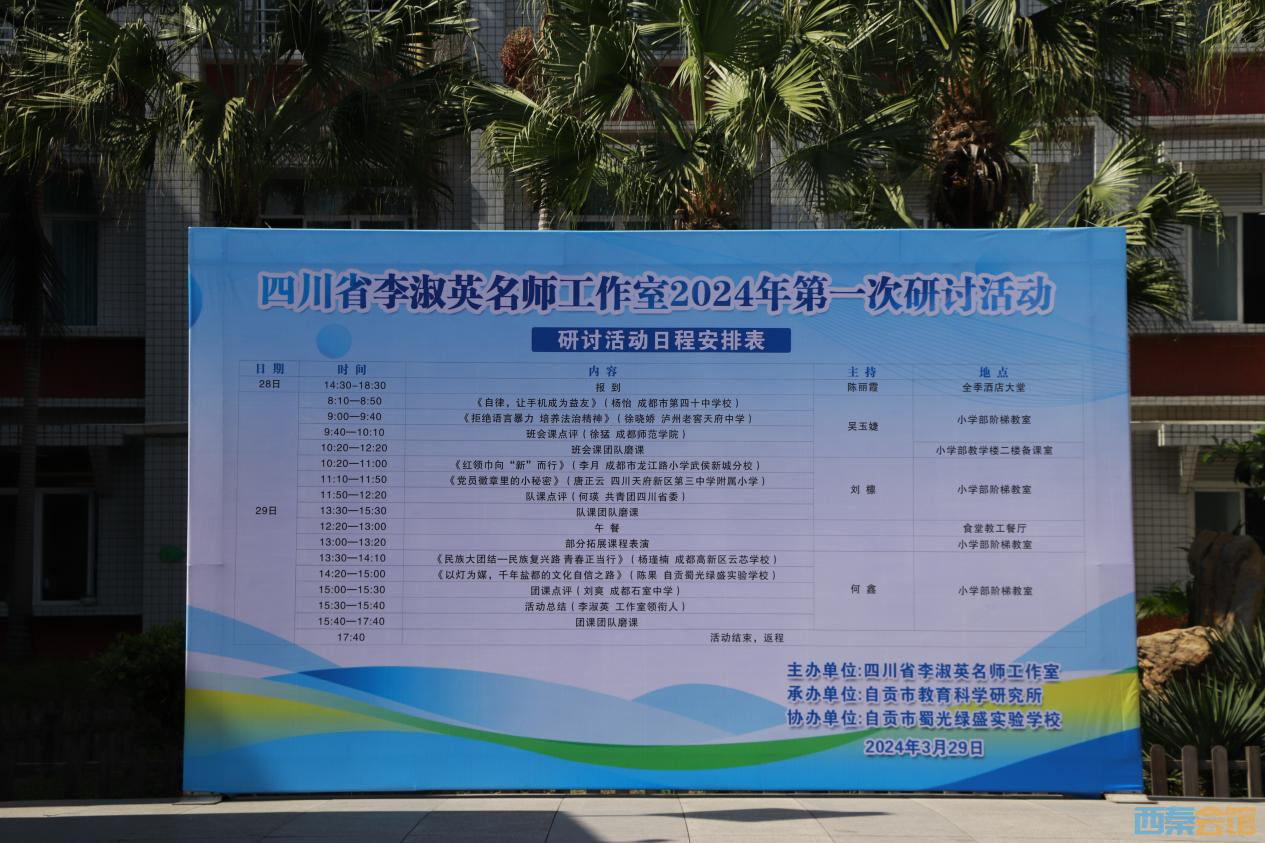 四川省李淑英名师工作室2024年第一次研讨活动
研讨活动日程安排表
日期 时间 内容 主持 地点
28日 14:30-18:30 报到 陈丽霞 全季酒店大堂
8:10—8:50 《自律，让手机成为益友》（杨怡 成都市第四十中学校）
9:00—9:40 《拒绝语言暴力 培养法治精神》（徐晓娇 泸州老窖天府中学） 吴玉婕 小学部阶梯教室
9:40—10:10 班会课点评（徐猛 成都师范学院）
10:20—12:20 班会课团队磨课 小学部教学楼二楼备课室
10:20—11:00 《红领巾向“新”而行》（李月 成都市龙江路小学武侯新城分校）
11:10—11:50 《党员徽章里的小秘密》（唐正云 四川天府新区第三中学附属小学） 刘櫆 小学部阶梯教室
11:50—12:20 队课点评（何瑛 共青团四川省委）
29日 13:30—15:30 队课团队磨课
12:20—13:00 午餐 食堂教工餐厅
13:00—13:20 部分拓展课程表演 小学部阶梯教室
13:30—14:10 《民族大团结—民族复兴路 青春正当行》（杨瑾楠 成都高新区云芯学校）
14:20—15:00 《以灯为媒，千年盐都的文化自信之路》（陈果 自贡蜀光绿盛实验学校）
15:00—15:30 团课点评（刘爽 成都石室中学） 何鑫 小学部阶梯教室
15:30—15:40 活动总结（李淑英 工作室领衔人）
15:40—17:40 团课团队磨课
17:40 活动结束，返程
主办单位:四川省李淑英名师工作室
承办单位:自贡市教育科学研究所
协办单位:自贡市蜀光绿盛实验学校
2024年3月29日
西秦会馆